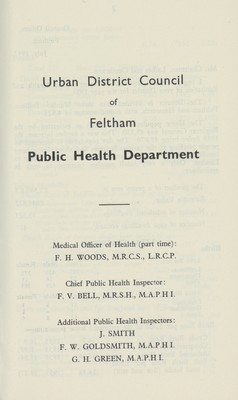 Urban District Council
of
Feltham
Public Health Department
Medical Officer of Health (part time):
F. H. WOODS, M.R.C.S., L.R.C.P.
Chief Public Health Inspector:
F. V. BELL, M.R.S.H., M.A.P.H I.
Additional Public Health Inspectors:
J. SMITH
F. W. GOLDSMITH, M.A.P.H I.
G. H. GREEN, M.A.P.H I.